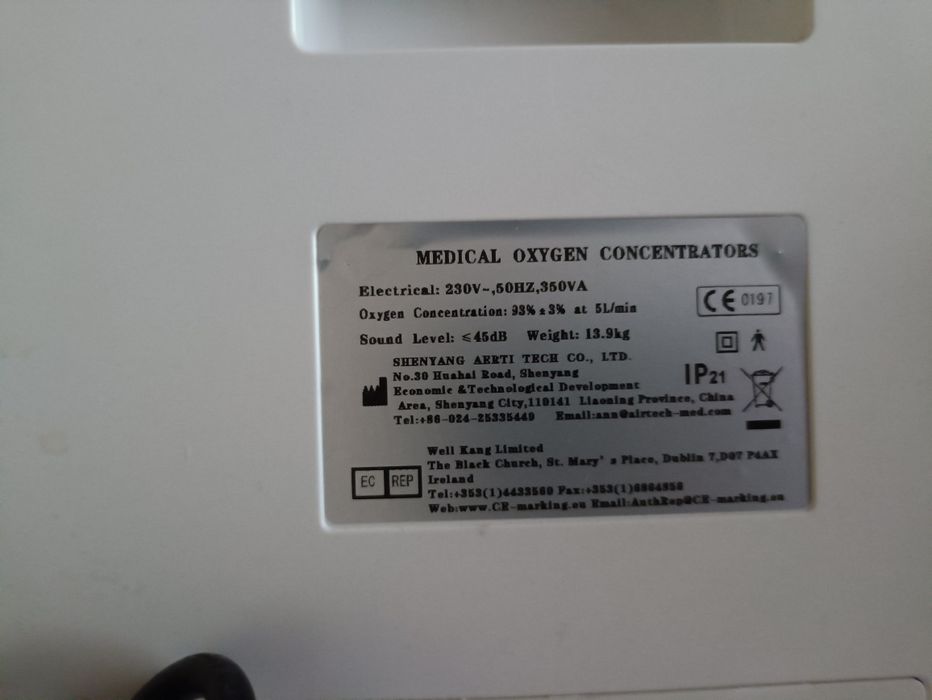 MEDICAL OXYGEN CONCENTRATORS
Electrical: 230V~,50HZ,350VA
Oxygen Concentration: 93%±3% at 5L/min
CE 0197
Sound Level: ≤45dB Weight: 13.9kg
SHENYANG AERTI TECH CO., LTD.
No.30 Huahai Road, Shenyang
IP21
Economic &Technological Development
Area, Shenyang City,110141 Liaoning Province, China
Tel:+86-024-25335449 Email:ann@airtech-med.com
Well Kang Limited
The Black Church, St. Mary's Place, Dublin 7,D07 P4AX
EC REP
Ireland
Tel:+353(1)4433560 Fax:+353(1)6864856
Web:www.CE-marking.eu Email:AuthRep@CE-marking.eu